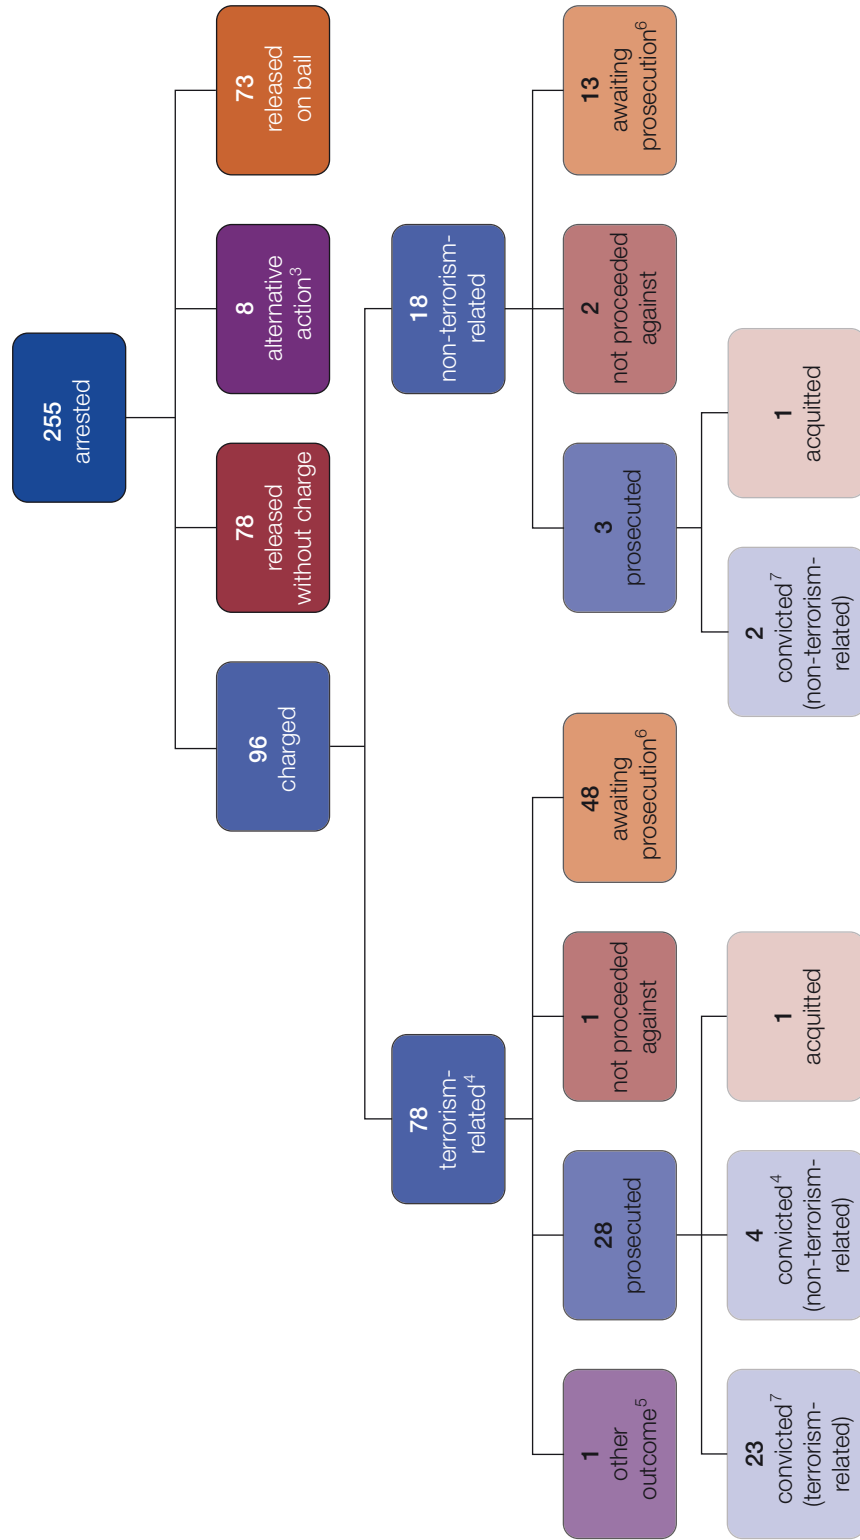 255
arrested
96
charged
78
released
without charge
8
alternative
action³
73
released
on bail
78
terrorism-
related⁴
18
non-terrorism-
related
1
other
outcome⁵
28
prosecuted
1
not proceeded
against
48
awaiting
prosecution⁶
3
prosecuted
2
not proceeded
against
13
awaiting
prosecution⁶
23
convicted⁷
(terrorism-
related)
4
convicted⁴
(non-terrorism-
related)
1
acquitted
2
convicted⁷
(non-terrorism-
related)
1
acquitted